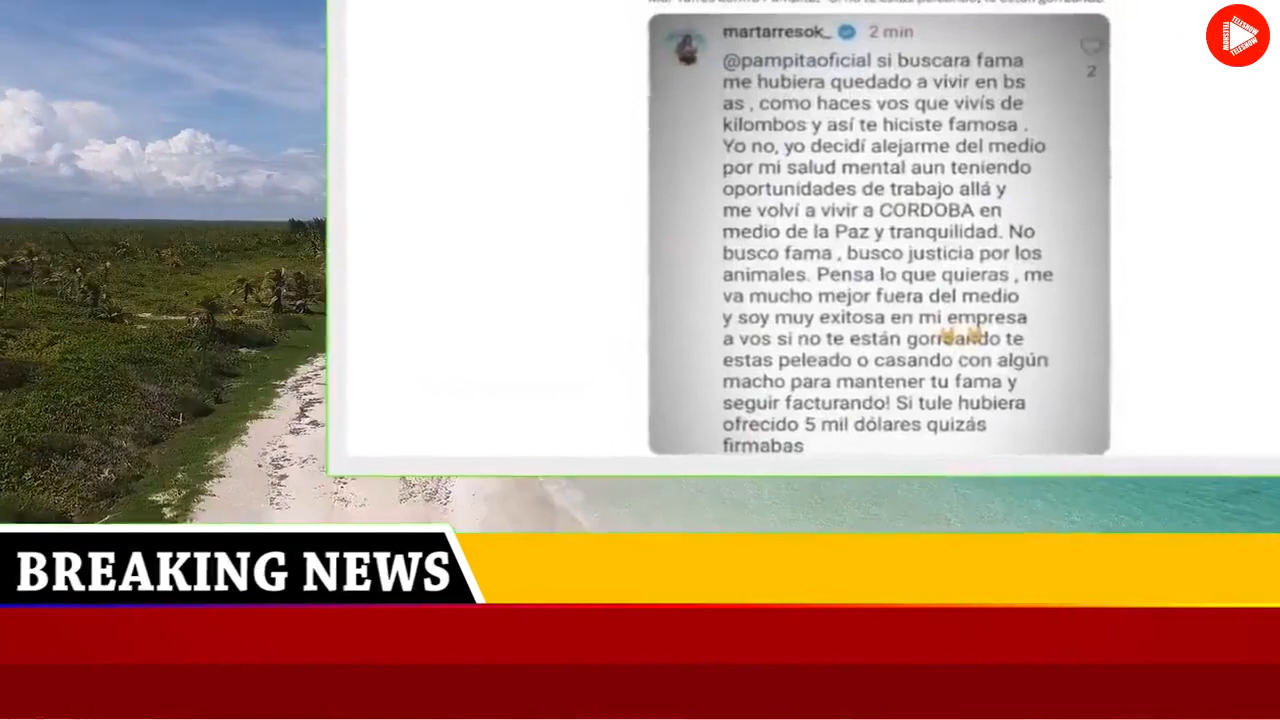 martarresok_ 2 min
@pampitaoficial si buscara fama
me hubiera quedado a vivir en bs
as , como haces vos que vivís de
kilombos y así te hiciste famosa .
Yo no, yo decidí alejarme del medio
por mi salud mental aun teniendo
oportunidades de trabajo allá y
me volví a vivir a CORDOBA en
medio de la Paz y tranquilidad. No
busco fama , busco justicia por los
animales. Pensa lo que quieras , me
va mucho mejor fuera del medio
y soy muy exitosa en mi empresa
a vos si no te están gorreando te
estas peleado o casando con algún
macho para mantener tu fama y
seguir facturando! Si tule hubiera
ofrecido 5 mil dólares quizás
firmabas
2
TELESHOW
TELESHOW
BREAKING NEWS